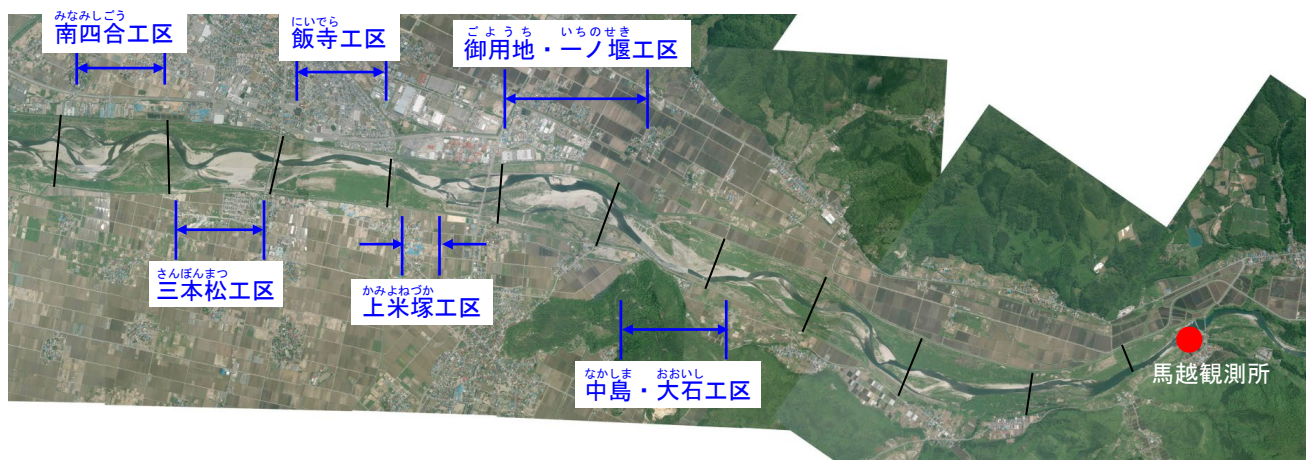 みなみしごう
南四合工区
にいでら
飯寺工区
ごようち いちのせき
御用地・一ノ堰工区
さんぼんまつ
三本松工区
かみよねづか
上米塚工区
なかしま おおいし
中島・大石工区
馬越観測所